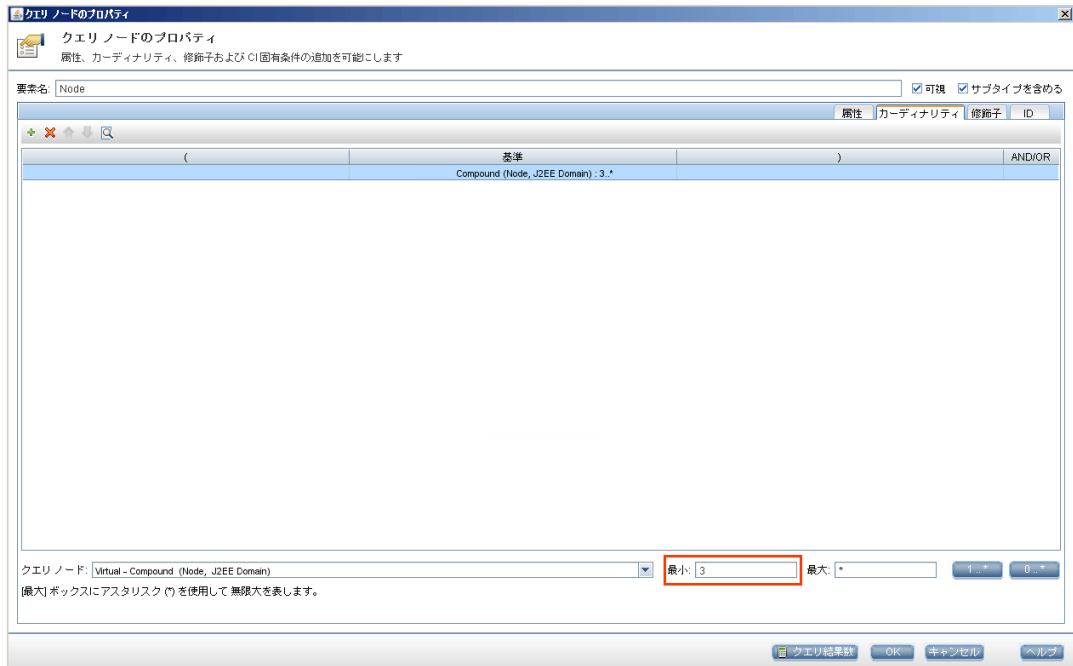 クエリ ノードのプロパティ
クエリ ノードのプロパティ
属性、カーディナリティ、修飾子および CI 固有条件の追加を可能にします
要素名: Node 可視 サブタイプを含める
属性 カーディナリティ 修飾子 ID
( 基準 ) AND/OR
Compound (Node, J2EE Domain) : 3..*
クエリ ノード: Virtual - Compound (Node, J2EE Domain) 最小: 3 最大: * 1..* 0..*
[最大] ボックスにアスタリスク (*) を使用して 無限大を表します。
クエリ結果数 OK キャンセル ヘルプ